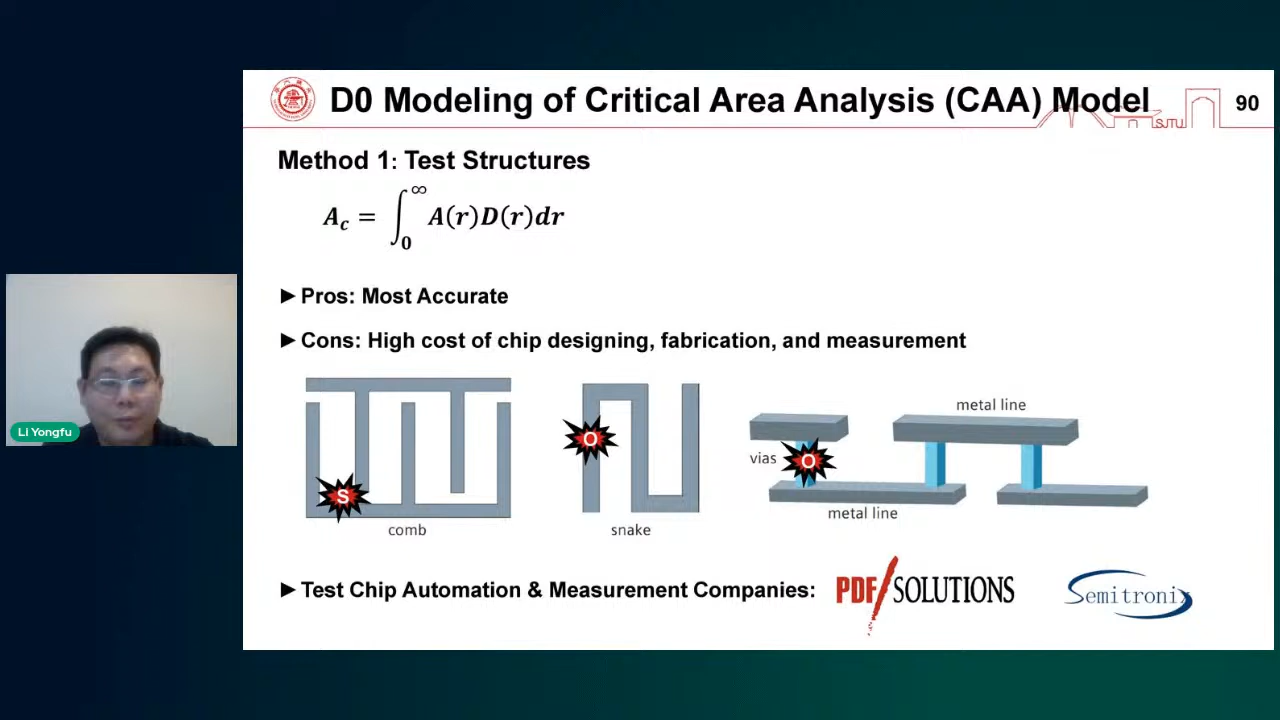 D0 Modeling of Critical Area Analysis (CAA) Model
90
SJTU
Method 1: Test Structures
A_c = ∫_0^∞ A(r)D(r)dr
►Pros: Most Accurate
►Cons: High cost of chip designing, fabrication, and measurement
S
comb
O
snake
metal line
vias
O
metal line
►Test Chip Automation & Measurement Companies:
PDF/SOLUTIONS
Semitronix
Li Yongfu